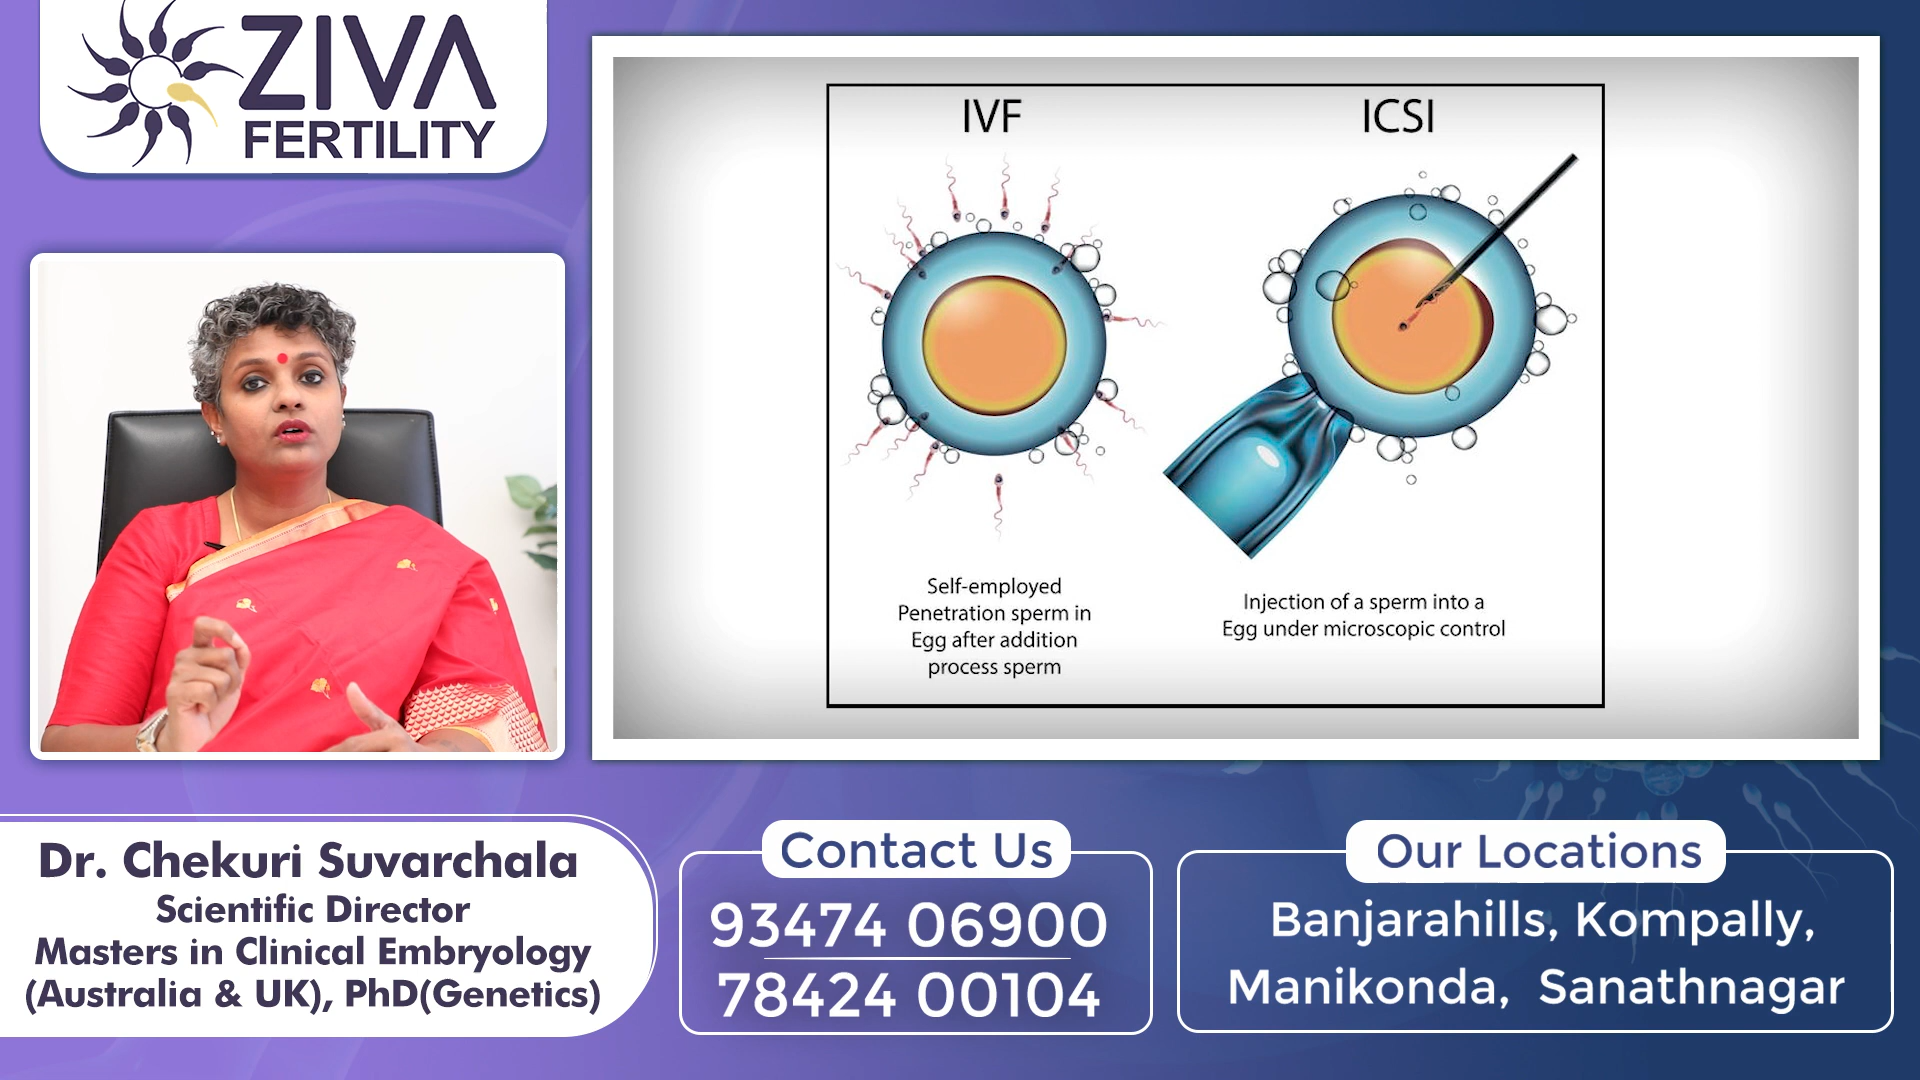 ZIVA
FERTILITY
IVF
ICSI
Self-employed
Penetration sperm in
Egg after addition
process sperm
Injection of a sperm into a
Egg under microscopic control
Dr. Chekuri Suvarchala
Scientific Director
Masters in Clinical Embryology
(Australia & UK), PhD(Genetics)
Contact Us
93474 06900
78424 00104
Our Locations
Banjarahills, Kompally,
Manikonda, Sanathnagar